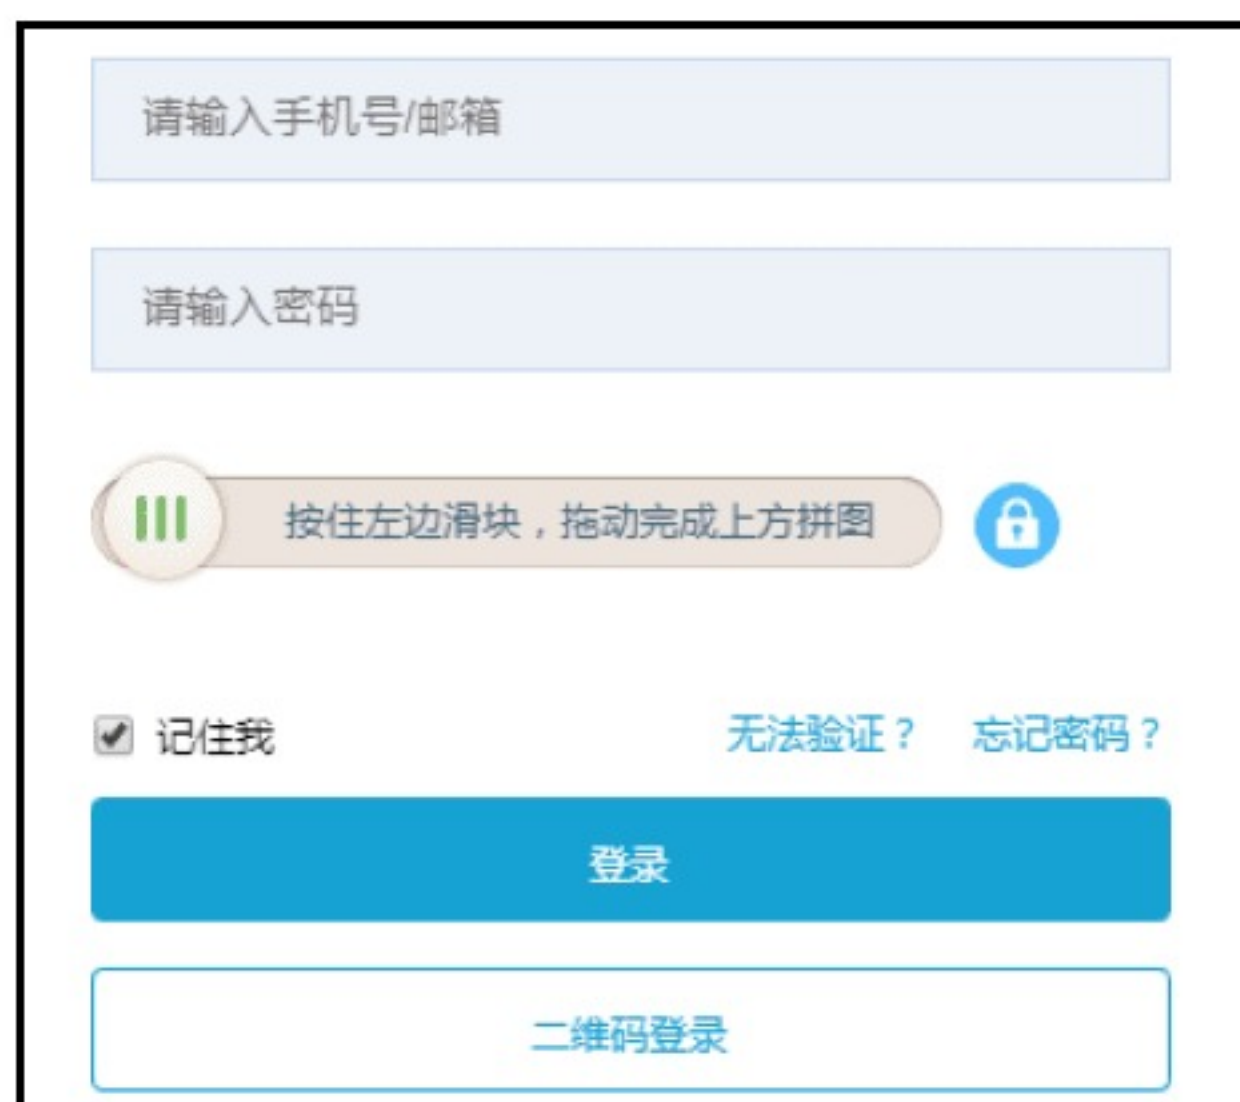 请输入手机号/邮箱
请输入密码
按住左边滑块，拖动完成上方拼图
记住我 无法验证？ 忘记密码？
登录
二维码登录